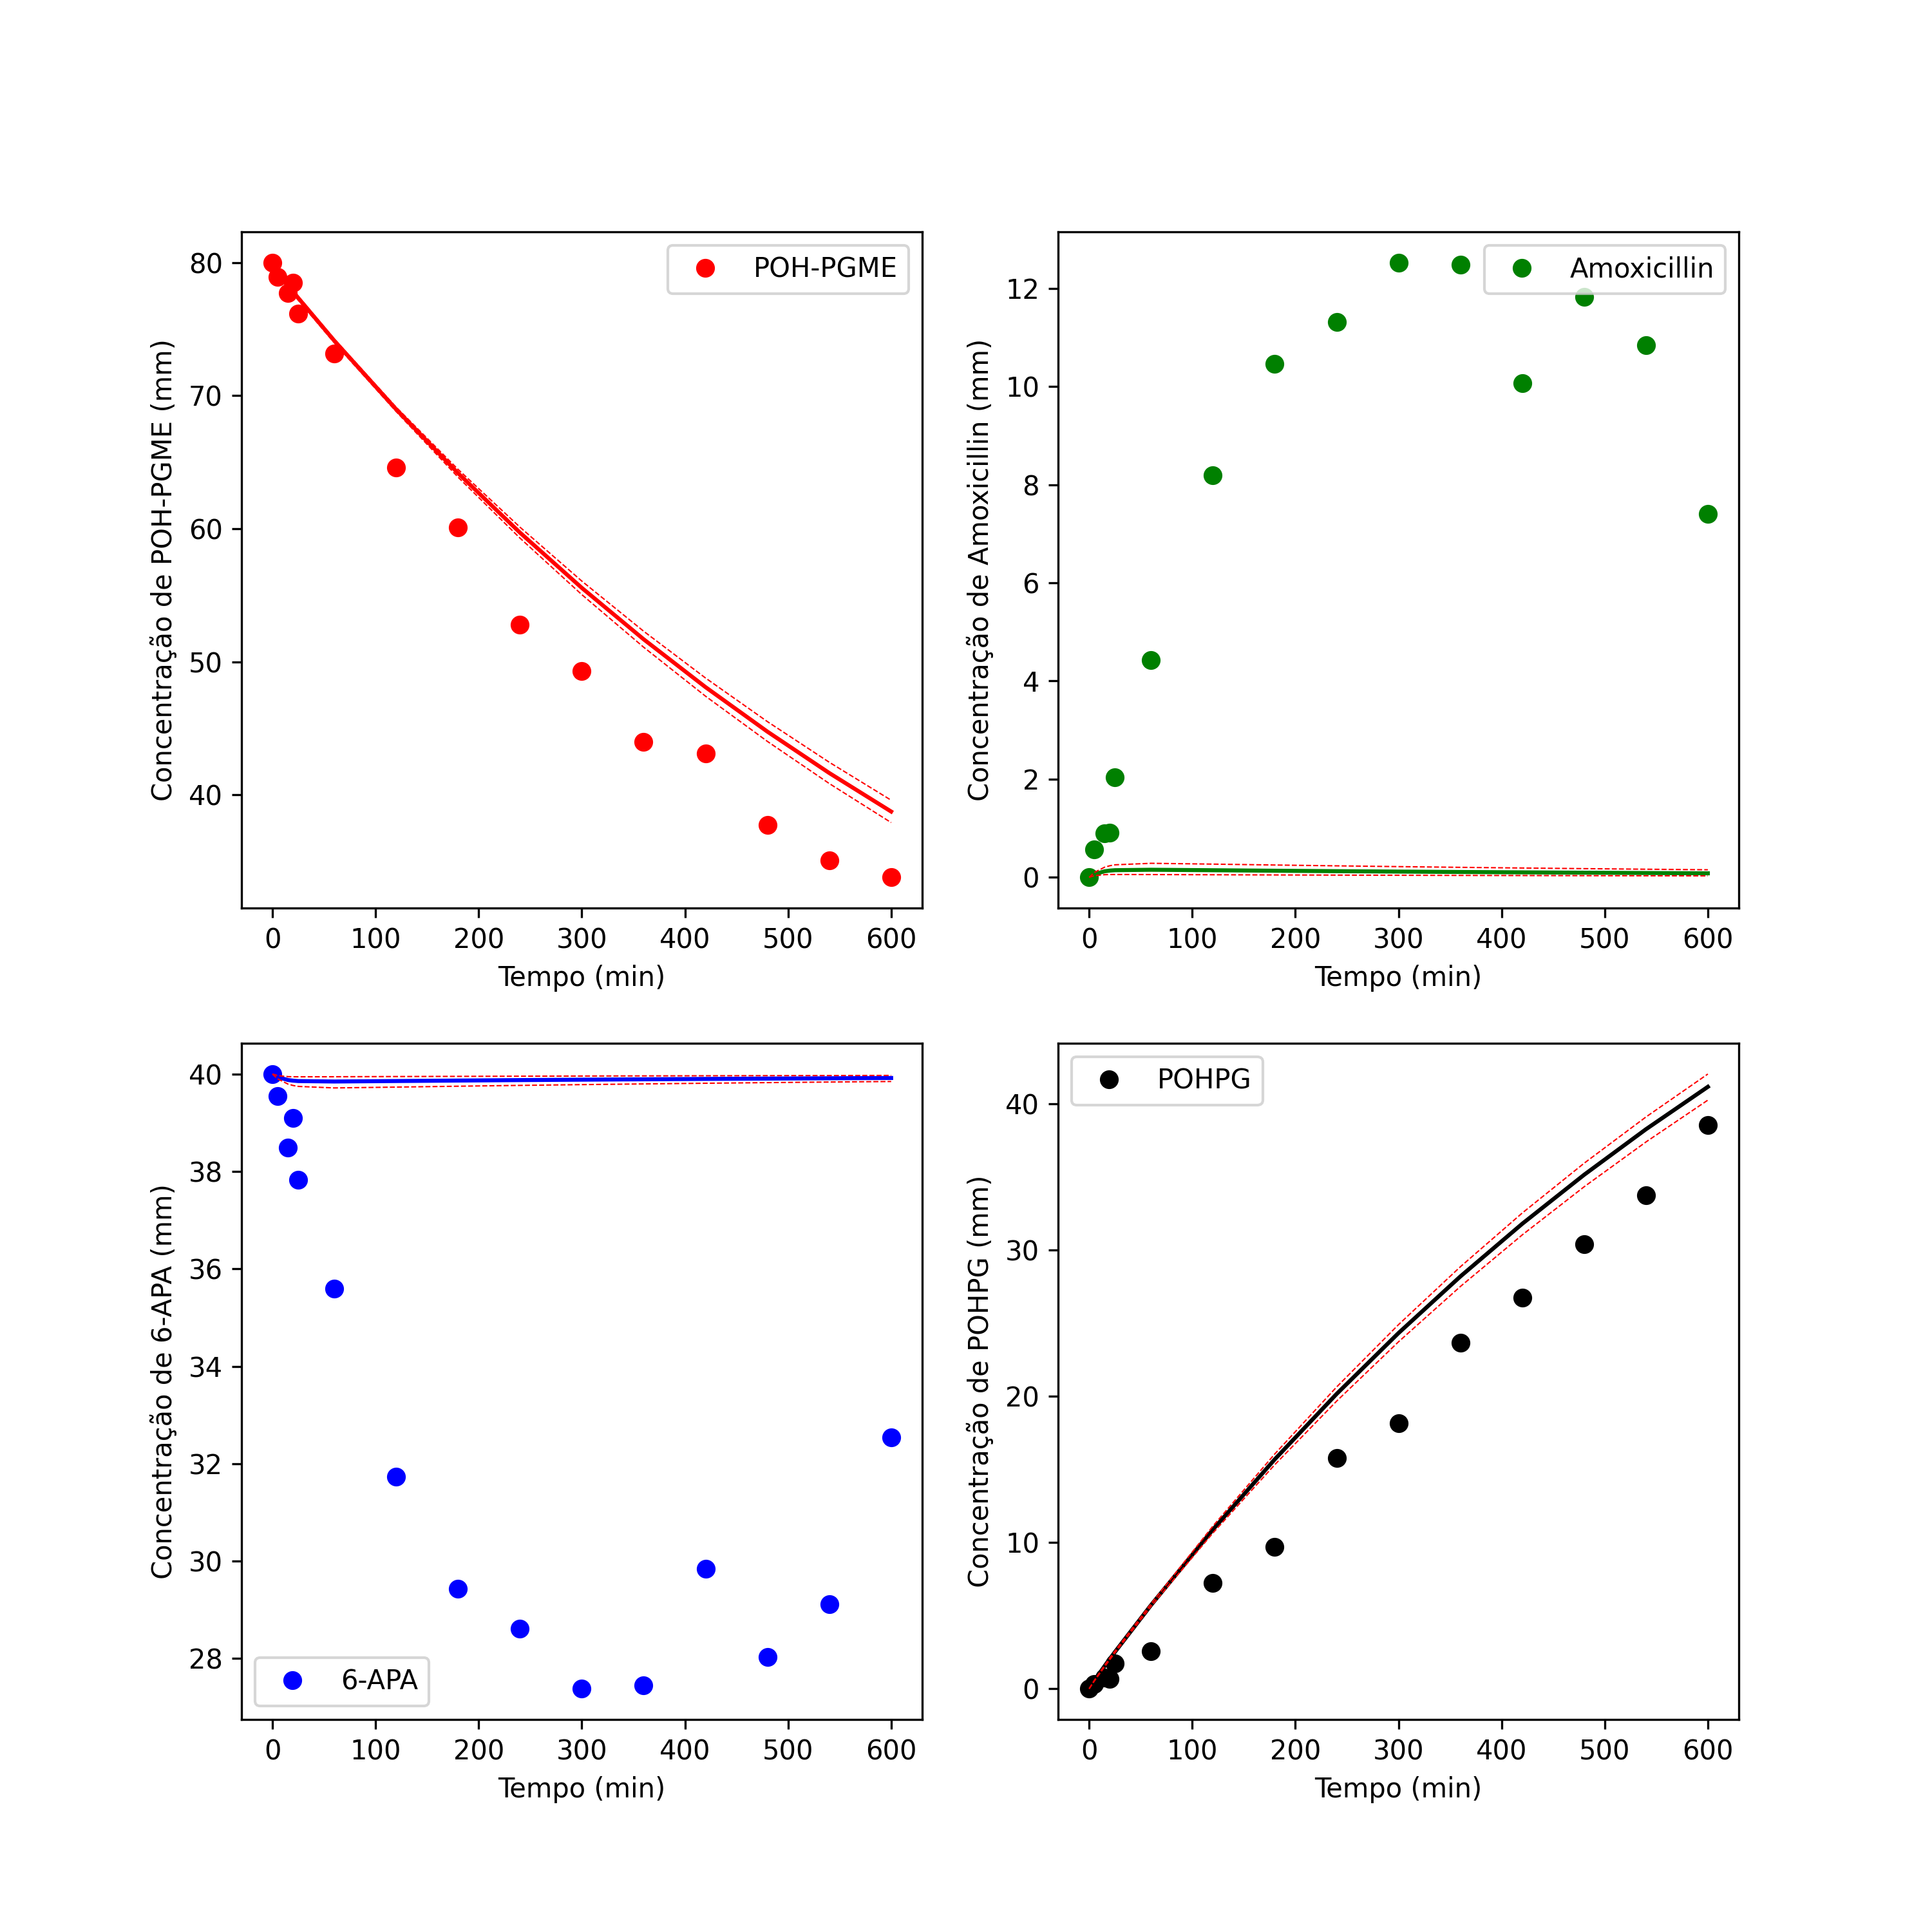 POH-PGME
80
70
60
50
40
Concentração de POH-PGME (mm)
0 100 200 300 400 500 600
Tempo (min)
Amoxicillin
12
10
8
6
4
2
0
Concentração de Amoxicillin (mm)
0 100 200 300 400 500 600
Tempo (min)
40
38
36
34
32
30
28
Concentração de 6-APA (mm)
6-APA
0 100 200 300 400 500 600
Tempo (min)
POHPG
40
30
20
10
0
Concentração de POHPG (mm)
0 100 200 300 400 500 600
Tempo (min)